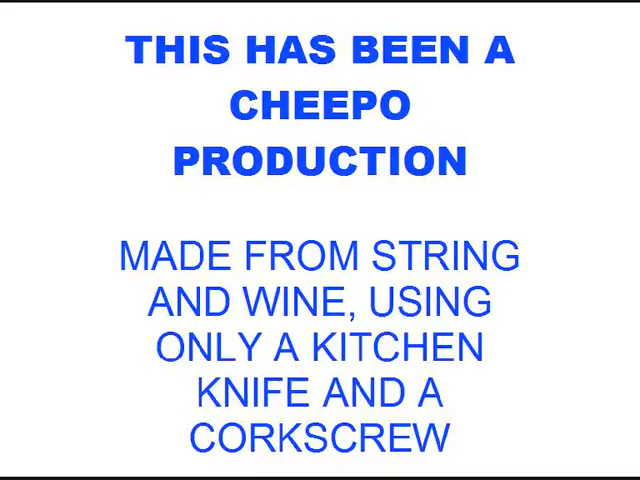 THIS HAS BEEN A
CHEEPO
PRODUCTION
MADE FROM STRING
AND WINE, USING
ONLY A KITCHEN
KNIFE AND A
CORKSCREW